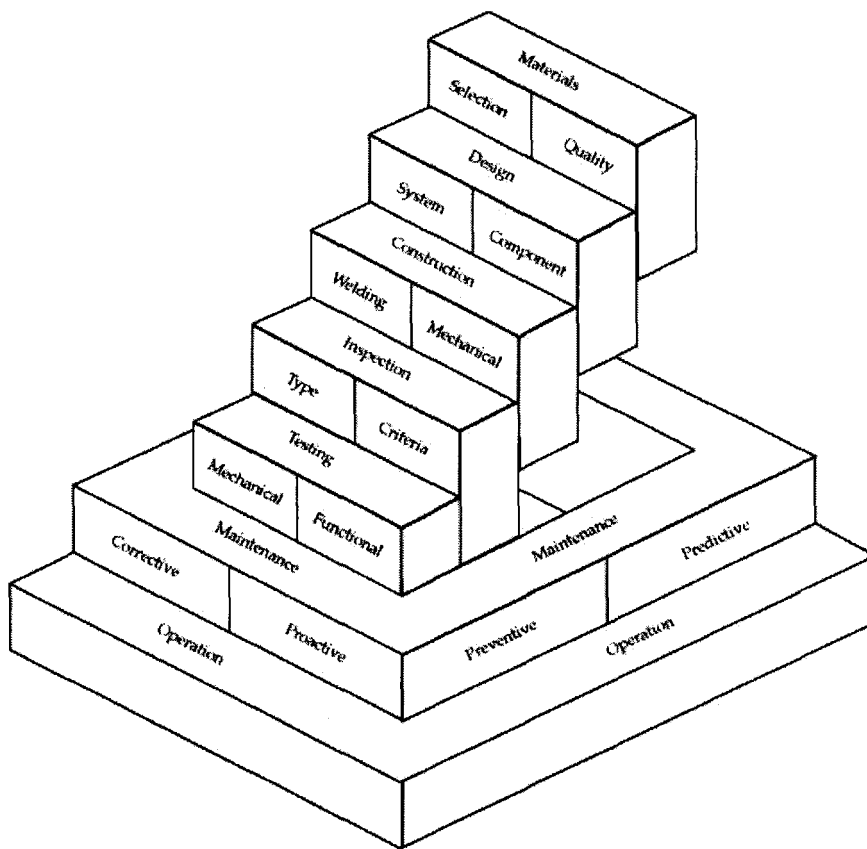 Materials
Selection
Quality
Design
System
Component
Construction
Welding
Mechanical
Inspection
Type
Criteria
Testing
Mechanical
Functional
Maintenance
Maintenance
Corrective
Proactive
Preventive
Predictive
Operation
Operation